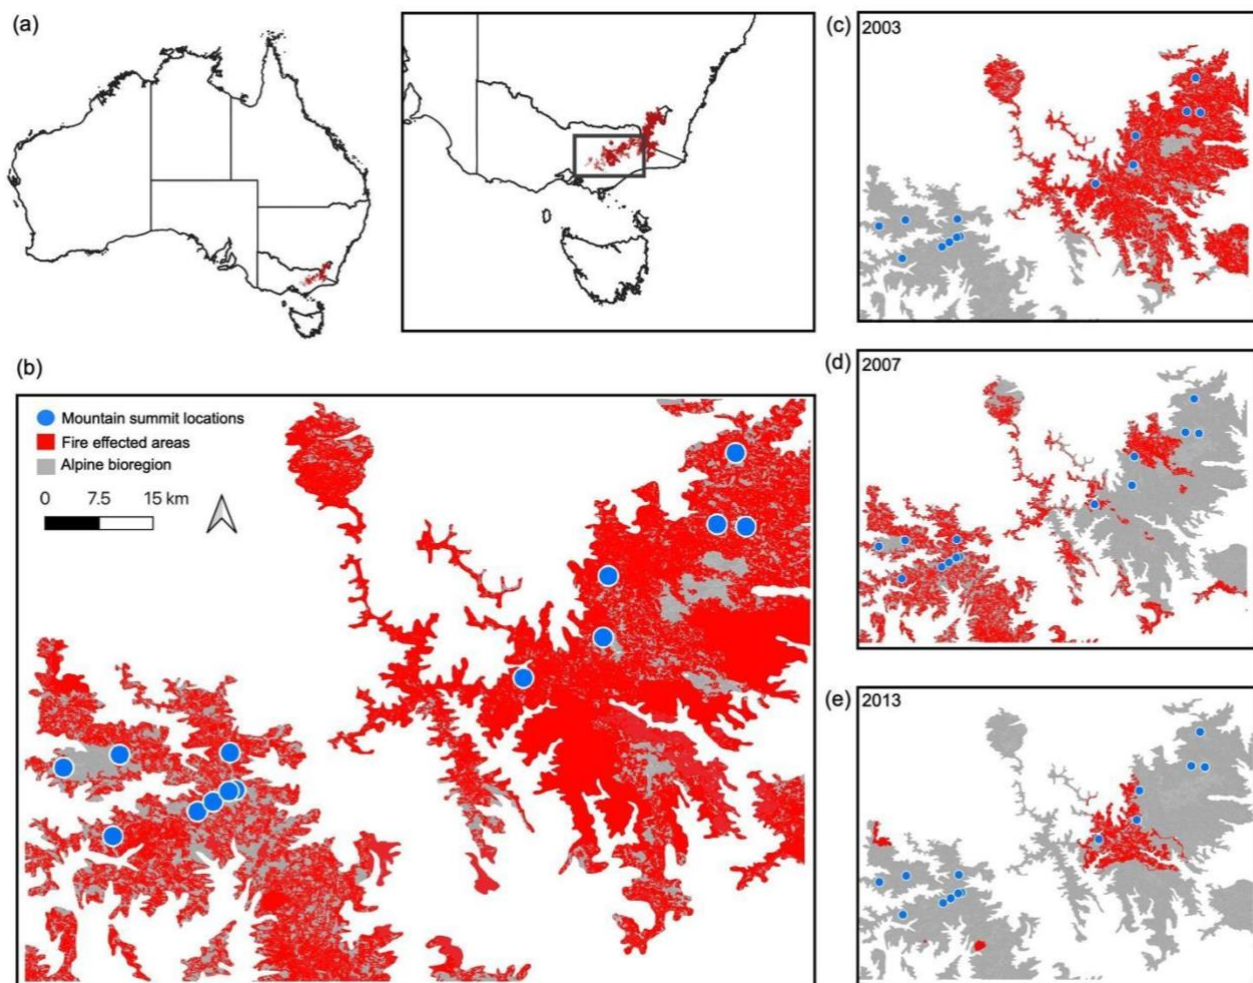 (a)
(b)
Mountain summit locations
Fire effected areas
Alpine bioregion
0 7.5 15 km
(c)
2003
(d)
2007
(e)
2013